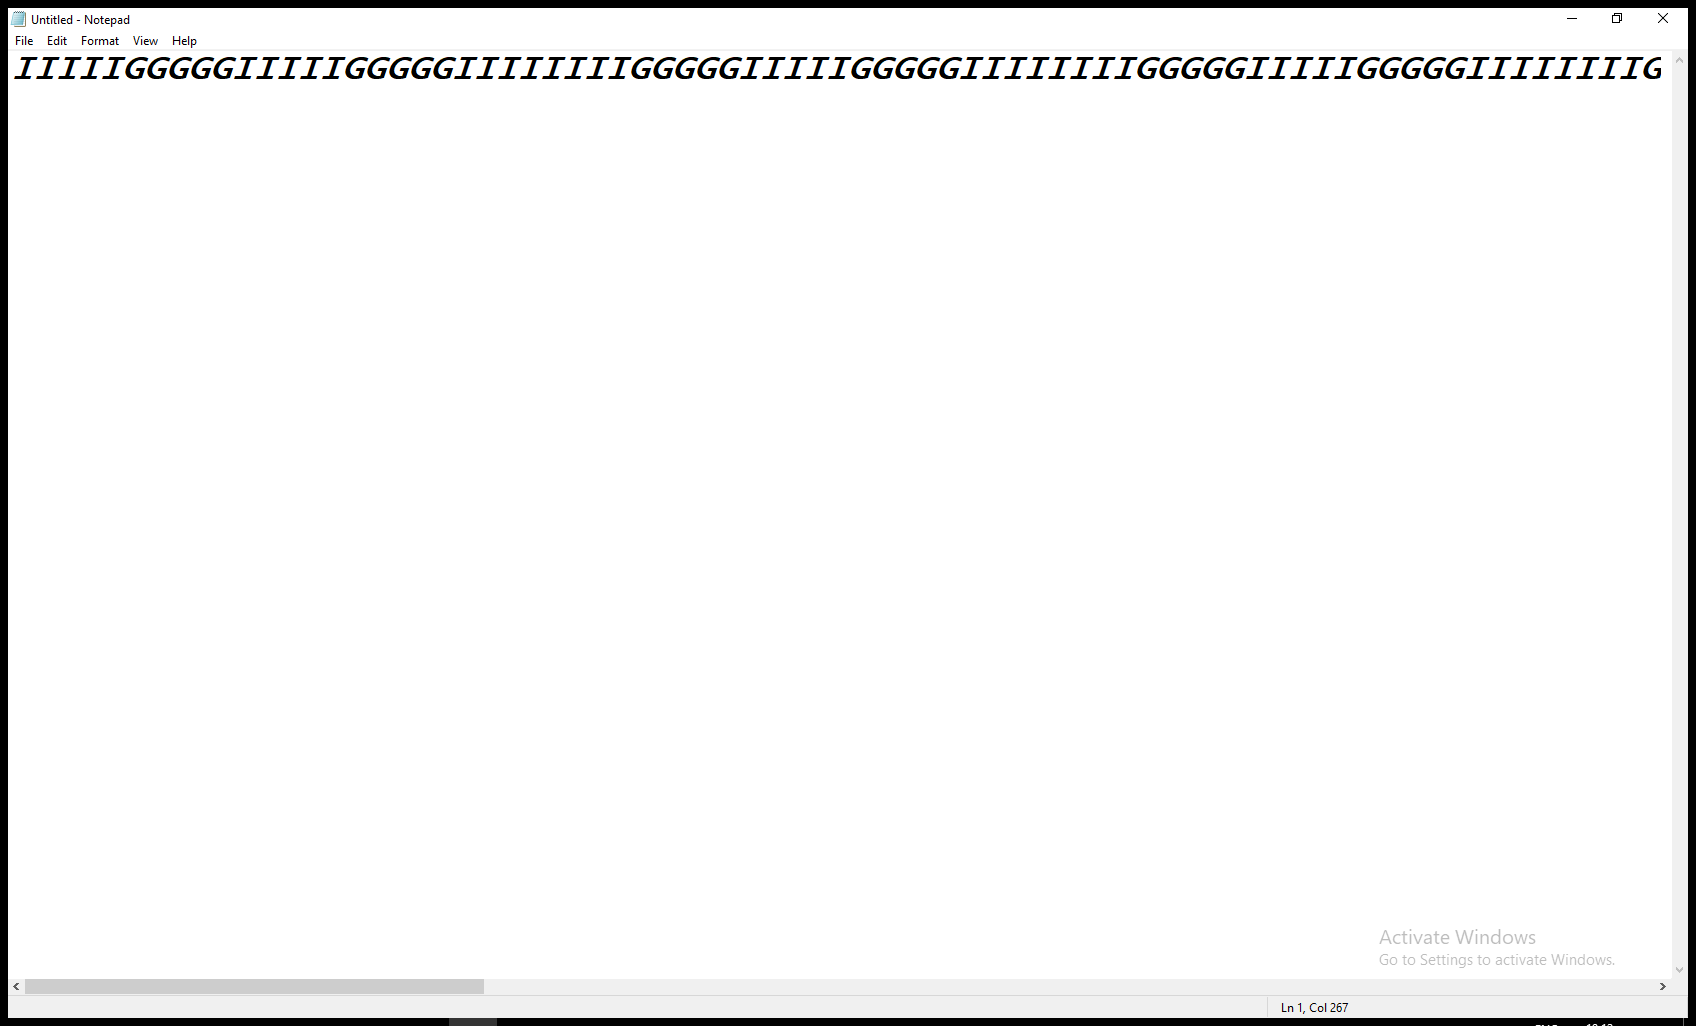 Untitled - Notepad
File Edit Format View Help
IIIIIGGGGGIIIIIGGGGGIIIIIIIIGGGGGIIIIIGGGGGIIIIIIIIGGGGGIIIIIGGGGGIIIIIIIIG
Activate Windows
Go to Settings to activate Windows.
Ln 1, Col 267